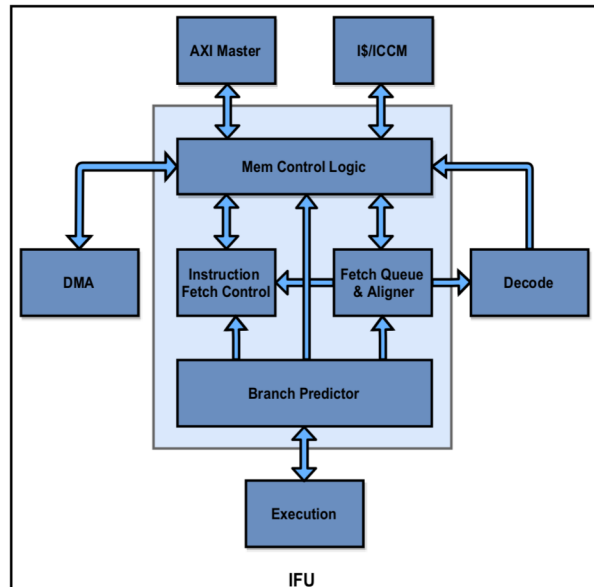 AXI Master
I$/ICCM
Mem Control Logic
DMA
Instruction
Fetch Control
Fetch Queue
& Aligner
Decode
Branch Predictor
Execution
IFU